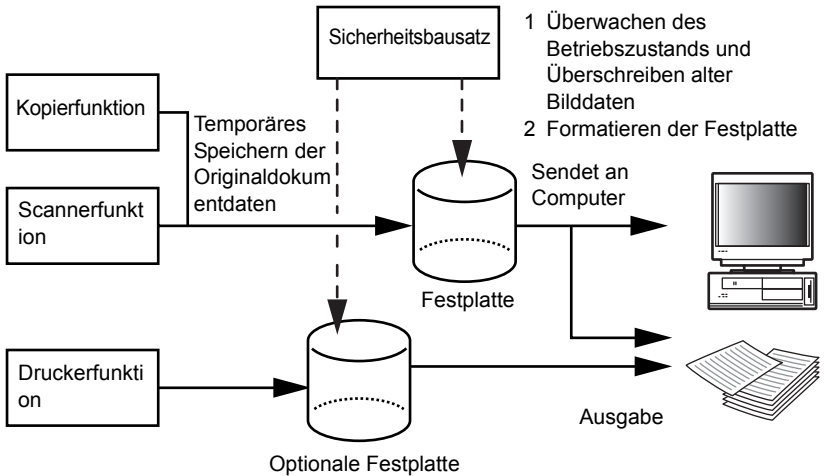 Sicherheitsbausatz
1 Überwachen des
Betriebszustands und
Überschreiben alter
Bilddaten
2 Formatieren der Festplatte
Kopierfunktion
Temporäres
Speichern der
Originaldokum
entdaten
Scannerfunkt
ion
Sendet an
Computer
Festplatte
Druckerfunkti
on
Ausgabe
Optionale Festplatte